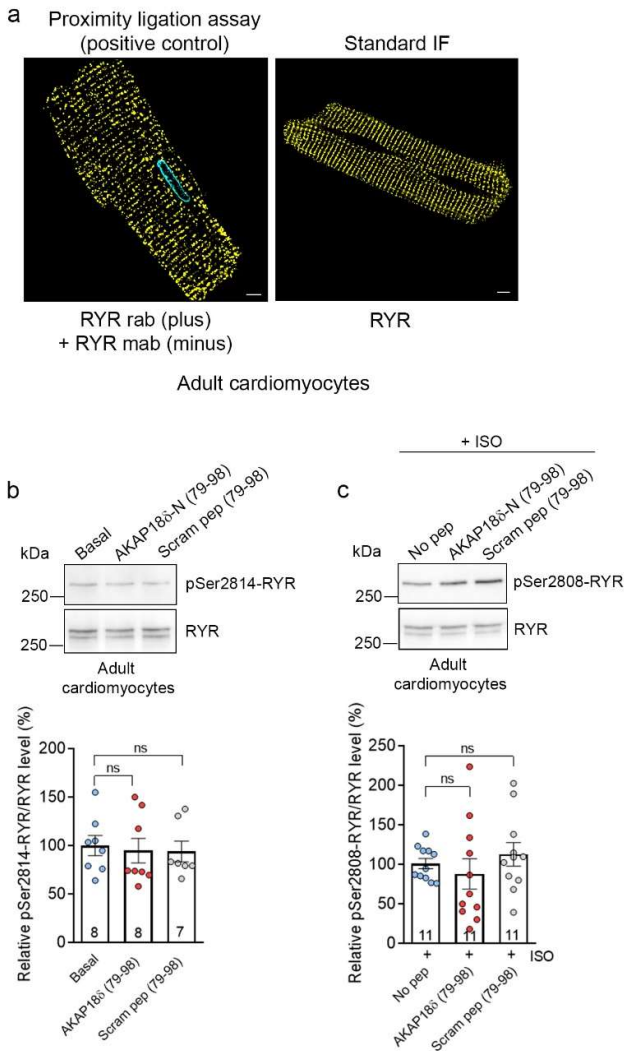 a
Proximity ligation assay
(positive control)
Standard IF
RYR rab (plus)
+ RYR mab (minus)
RYR
Adult cardiomyocytes
b
Basal
AKAP18δ-N (79-98)
Scram pep (79-98)
kDa
250
pSer2814-RYR
250
RYR
Adult
cardiomyocytes
Relative pSer2814-RYR/RYR level (%)
200
150
100
50
0
ns
ns
8
8
7
Basal
AKAP18δ (79-98)
Scram pep (79-98)
c
+ ISO
No pep
AKAP18δ-N (79-98)
Scram pep (79-98)
kDa
250
pSer2808-RYR
250
RYR
Adult
cardiomyocytes
Relative pSer2808-RYR/RYR level (%)
250
200
150
100
50
0
ns
ns
11
11
11
+ + + ISO
No pep
AKAP18δ (79-98)
Scram pep (79-98)